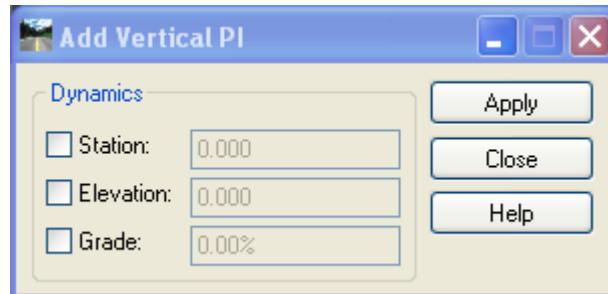 Add Vertical PI
Dynamics
Station: 0.000
Elevation: 0.000
Grade: 0.00%
Apply
Close
Help